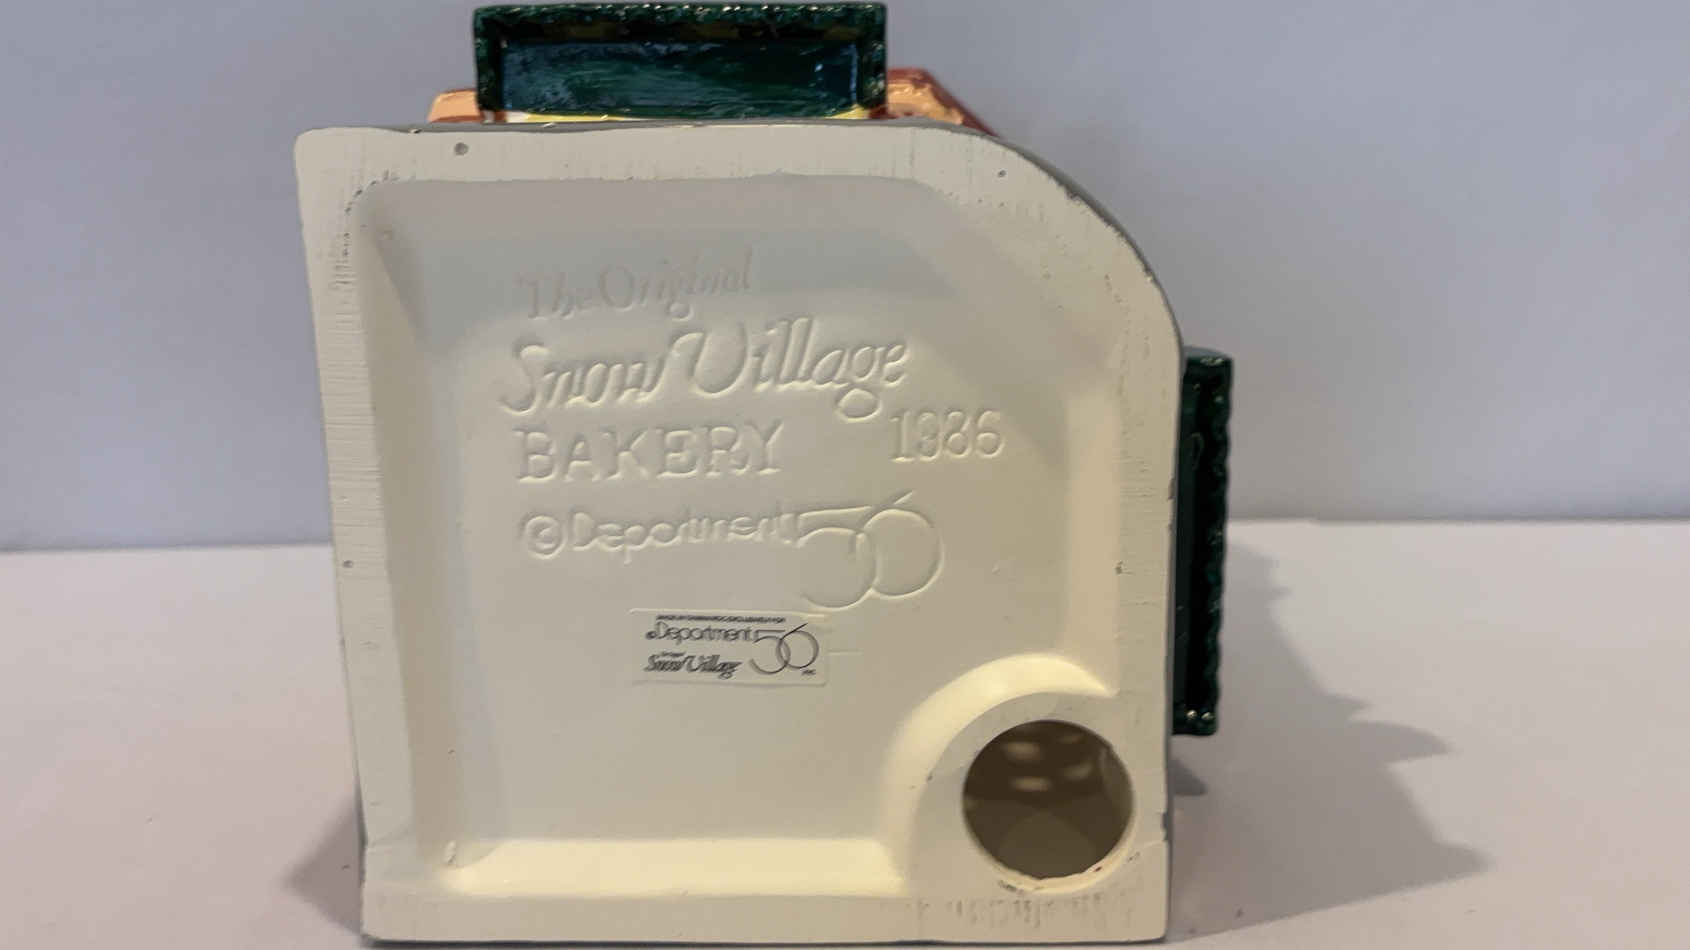 The Original
Snow Village
BAKERY 1986
© Department 56
© Department 56
Snow Village